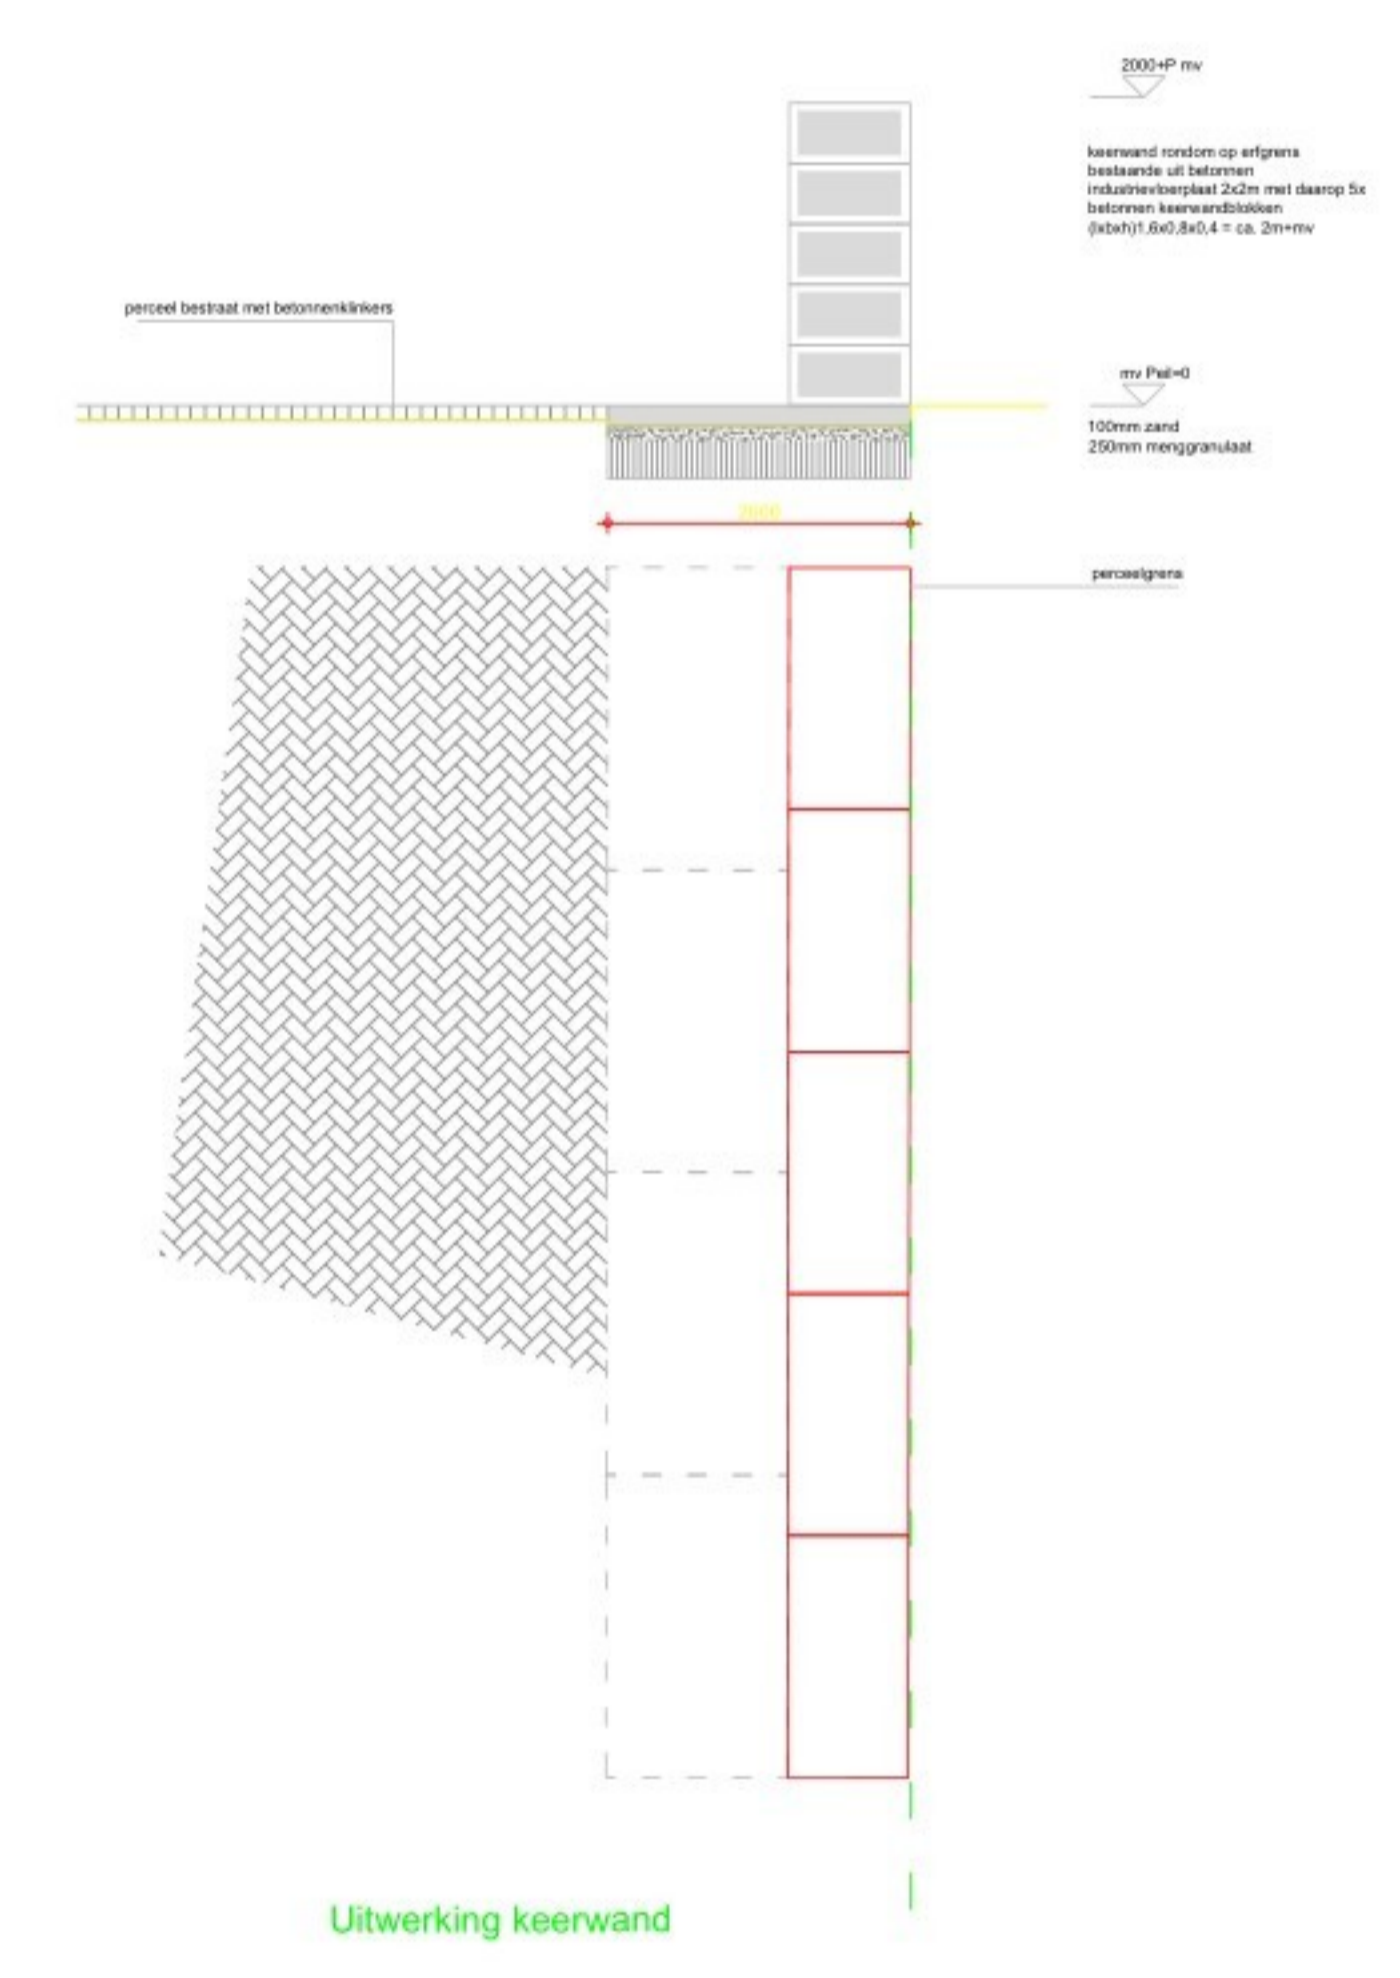 2000+P mv
keerwand rondom op erfgrens
bestaande uit betonnen
industrievloerplaat 2x2m met daarop 5x
betonnen keerwandblokken
(lxbxh)1,6x0,8x0,4 = ca. 2m+mv
perceel bestraat met betonnenklinkers
mv Peil=0
100mm zand
250mm menggranulaat
2000
perceelgrens
Uitwerking keerwand